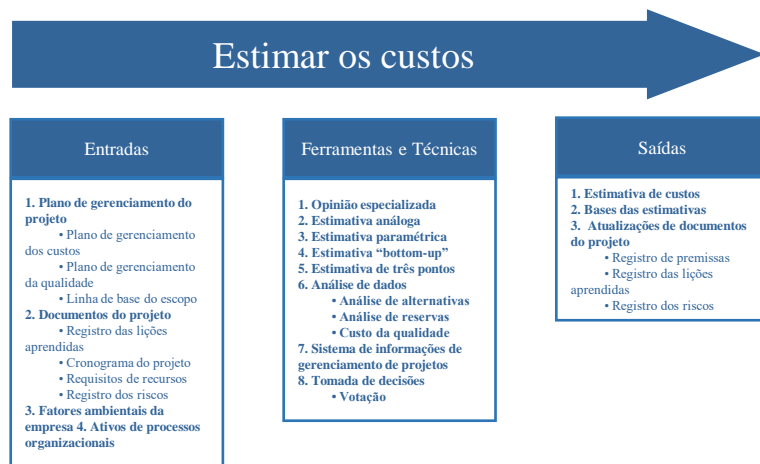 Estimar os custos
Entradas
1. Plano de gerenciamento do
projeto
• Plano de gerenciamento
dos custos
• Plano de gerenciamento
da qualidade
• Linha de base do escopo
2. Documentos do projeto
• Registro das lições
aprendidas
• Cronograma do projeto
• Requisitos de recursos
• Registro dos riscos
3. Fatores ambientais da
empresa 4. Ativos de processos
organizacionais
Ferramentas e Técnicas
1. Opinião especializada
2. Estimativa análoga
3. Estimativa paramétrica
4. Estimativa “bottom-up”
5. Estimativa de três pontos
6. Análise de dados
• Análise de alternativas
• Análise de reservas
• Custo da qualidade
7. Sistema de informações de
gerenciamento de projetos
8. Tomada de decisões
• Votação
Saídas
1. Estimativa de custos
2. Bases das estimativas
3. Atualizações de documentos
do projeto
• Registro de premissas
• Registro das lições
aprendidas
• Registro dos riscos